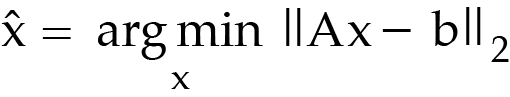 x̂ = arg min ‖Ax − b‖₂
x